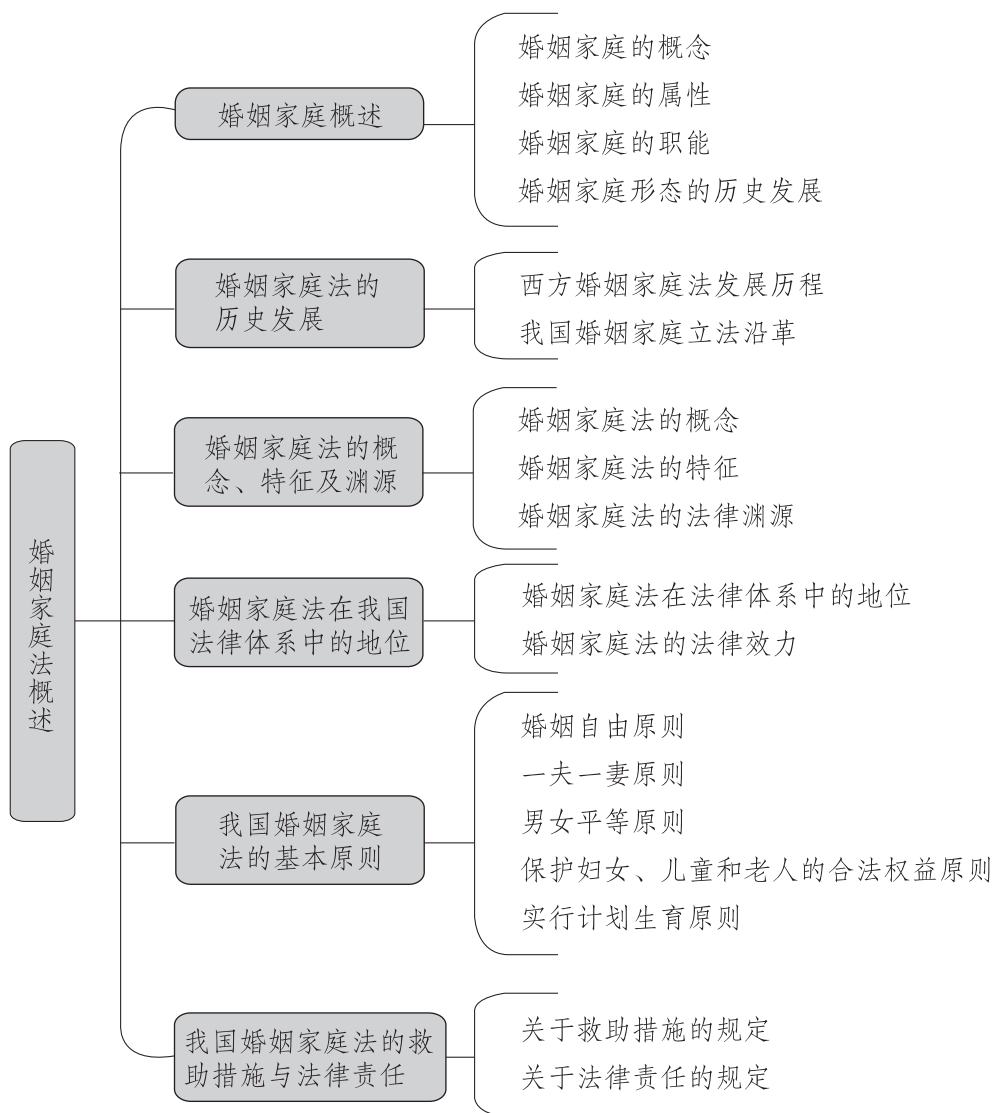 婚姻家庭法概述
婚姻家庭概述
婚姻家庭的概念
婚姻家庭的属性
婚姻家庭的职能
婚姻家庭形态的历史发展
婚姻家庭法的
历史发展
西方婚姻家庭法发展历程
我国婚姻家庭立法沿革
婚姻家庭法的概
念、特征及渊源
婚姻家庭法的概念
婚姻家庭法的特征
婚姻家庭法的法律渊源
婚姻家庭法在我国
法律体系中的地位
婚姻家庭法在法律体系中的地位
婚姻家庭法的法律效力
我国婚姻家庭
法的基本原则
婚姻自由原则
一夫一妻原则
男女平等原则
保护妇女、儿童和老人的合法权益原则
实行计划生育原则
我国婚姻家庭法的救
助措施与法律责任
关于救助措施的规定
关于法律责任的规定